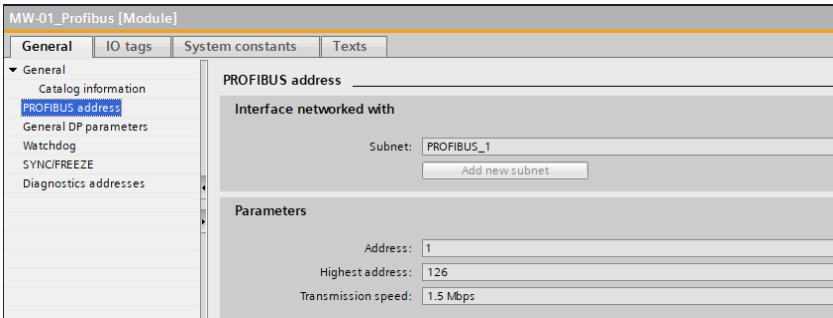 MW-01_Profibus [Module]
General IO tags System constants Texts
General
Catalog information
PROFIBUS address
General DP parameters
Watchdog
SYNC/FREEZE
Diagnostics addresses
PROFIBUS address
Interface networked with
Subnet: PROFIBUS_1
Add new subnet
Parameters
Address: 1
Highest address: 126
Transmission speed: 1.5 Mbps